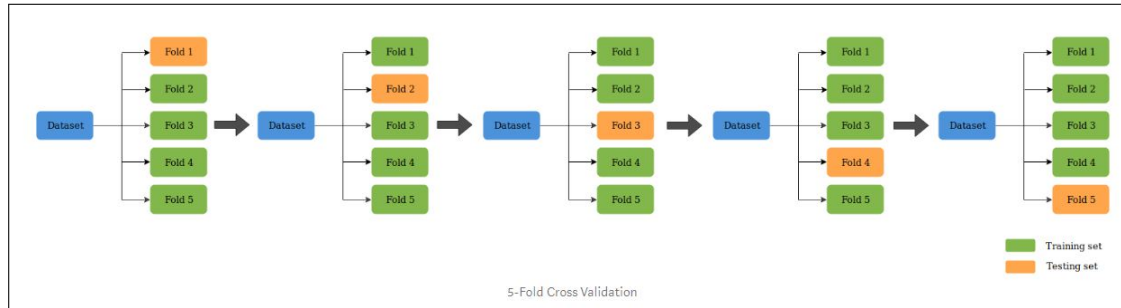 Fold 1
Fold 2
Dataset
Fold 3
Fold 4
Fold 5
Fold 1
Fold 2
Dataset
Fold 3
Fold 4
Fold 5
Fold 1
Fold 2
Dataset
Fold 3
Fold 4
Fold 5
Fold 1
Fold 2
Dataset
Fold 3
Fold 4
Fold 5
Fold 1
Fold 2
Dataset
Fold 3
Fold 4
Fold 5
Training set
Testing set
5-Fold Cross Validation